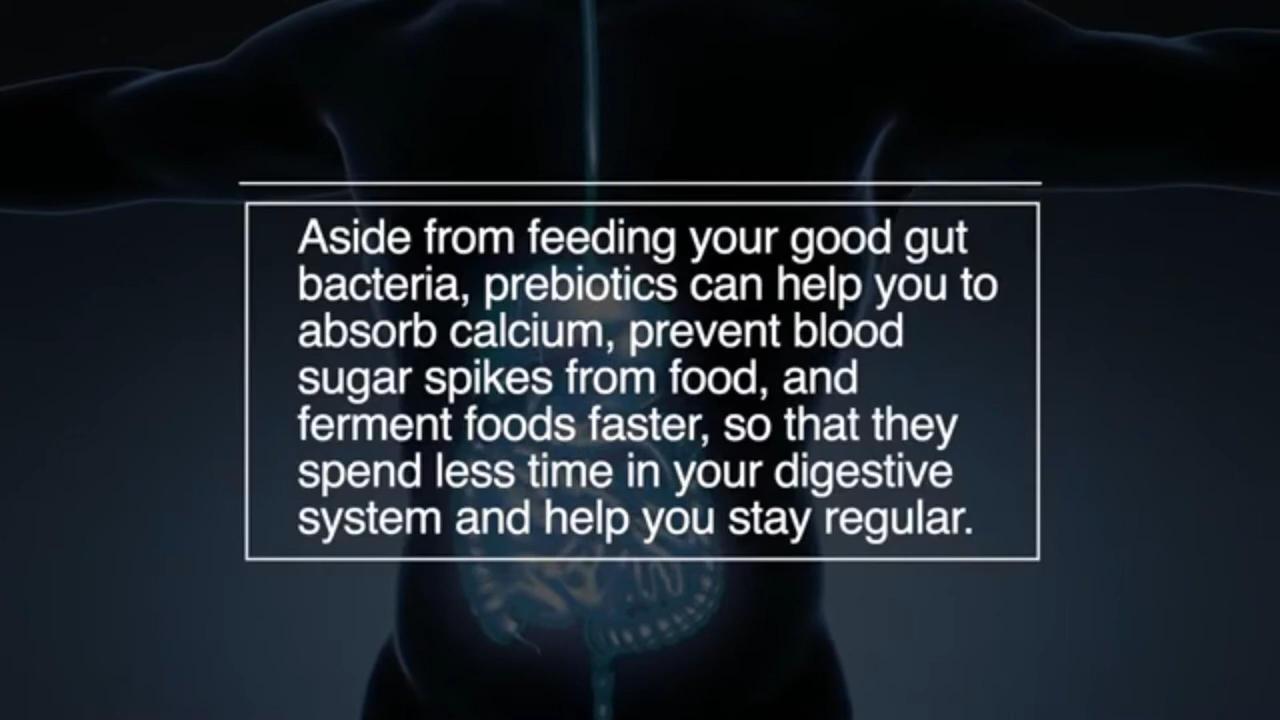 Aside from feeding your good gut
bacteria, prebiotics can help you to
absorb calcium, prevent blood
sugar spikes from food, and
ferment foods faster, so that they
spend less time in your digestive
system and help you stay regular.